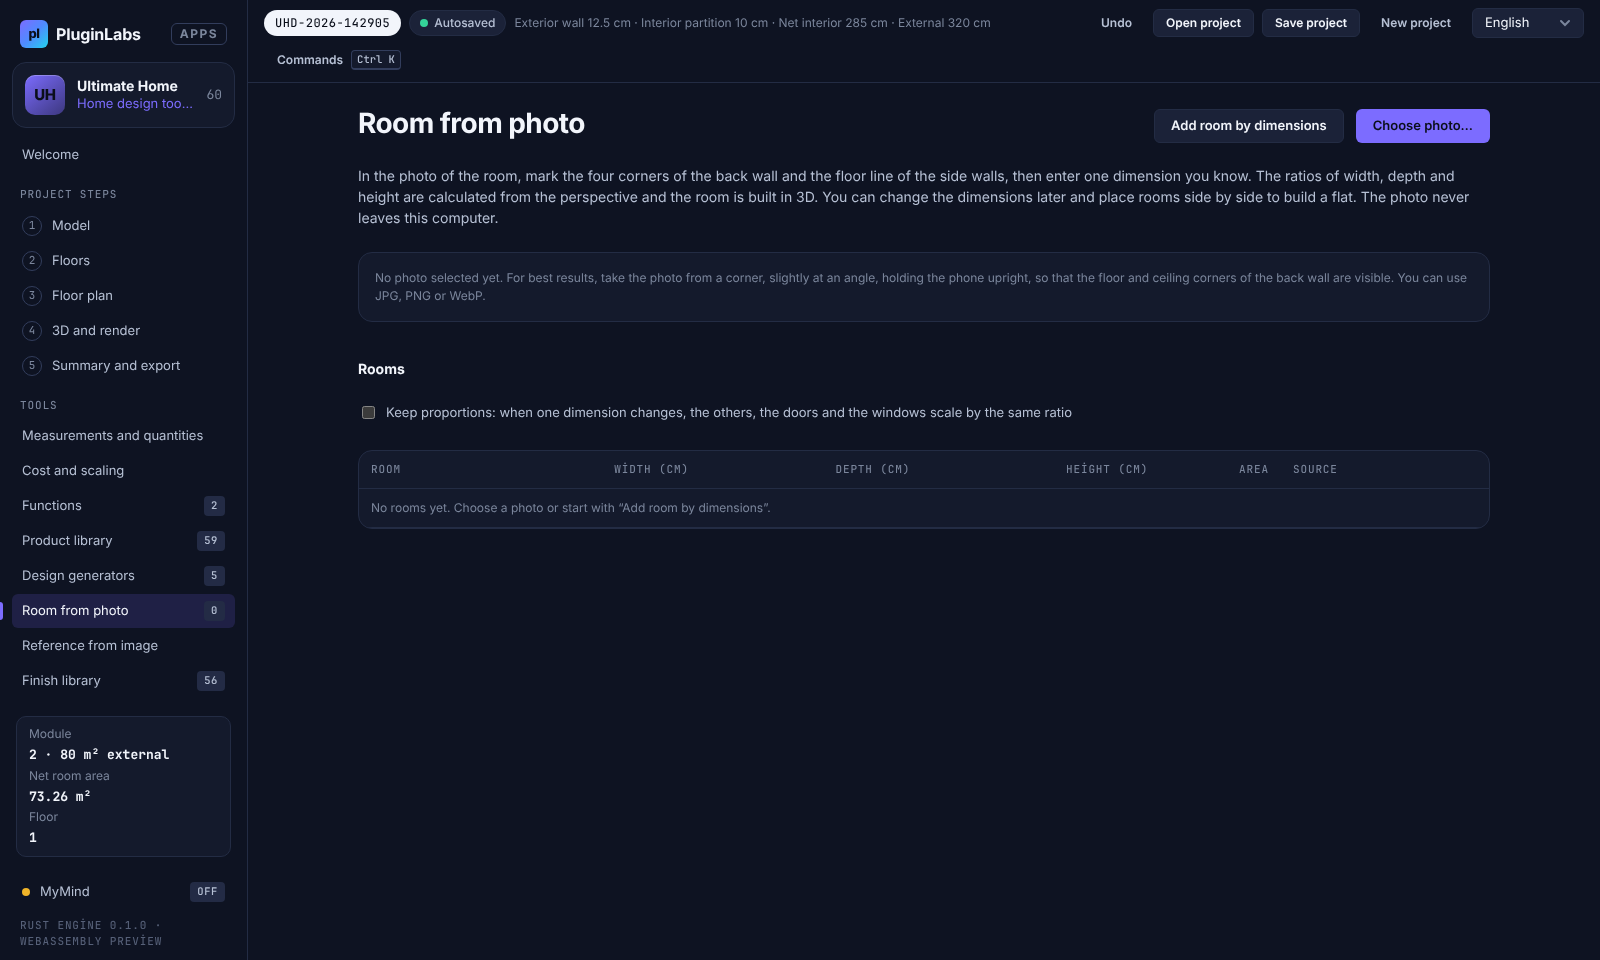 pl PluginLabs APPS
UH Ultimate Home
Home design too... 60
Welcome
PROJECT STEPS
1 Model
2 Floors
3 Floor plan
4 3D and render
5 Summary and export
TOOLS
Measurements and quantities
Cost and scaling
Functions 2
Product library 59
Design generators 5
Room from photo 0
Reference from image
Finish library 56
Module
2 · 80 m² external
Net room area
73.26 m²
Floor
1
MyMind OFF
RUST ENGİNE 0.1.0 ·
WEBASSEMBLY PREVİEW
UHD-2026-142905 Autosaved Exterior wall 12.5 cm · Interior partition 10 cm · Net interior 285 cm · External 320 cm Undo Open project Save project New project English
Commands Ctrl K
Room from photo Add room by dimensions Choose photo...
In the photo of the room, mark the four corners of the back wall and the floor line of the side walls, then enter one dimension you know. The ratios of width, depth and
height are calculated from the perspective and the room is built in 3D. You can change the dimensions later and place rooms side by side to build a flat. The photo never
leaves this computer.
No photo selected yet. For best results, take the photo from a corner, slightly at an angle, holding the phone upright, so that the floor and ceiling corners of the back wall are visible. You can use
JPG, PNG or WebP.
Rooms
Keep proportions: when one dimension changes, the others, the doors and the windows scale by the same ratio
ROOM WİDTH (CM) DEPTH (CM) HEİGHT (CM) AREA SOURCE
No rooms yet. Choose a photo or start with “Add room by dimensions”.